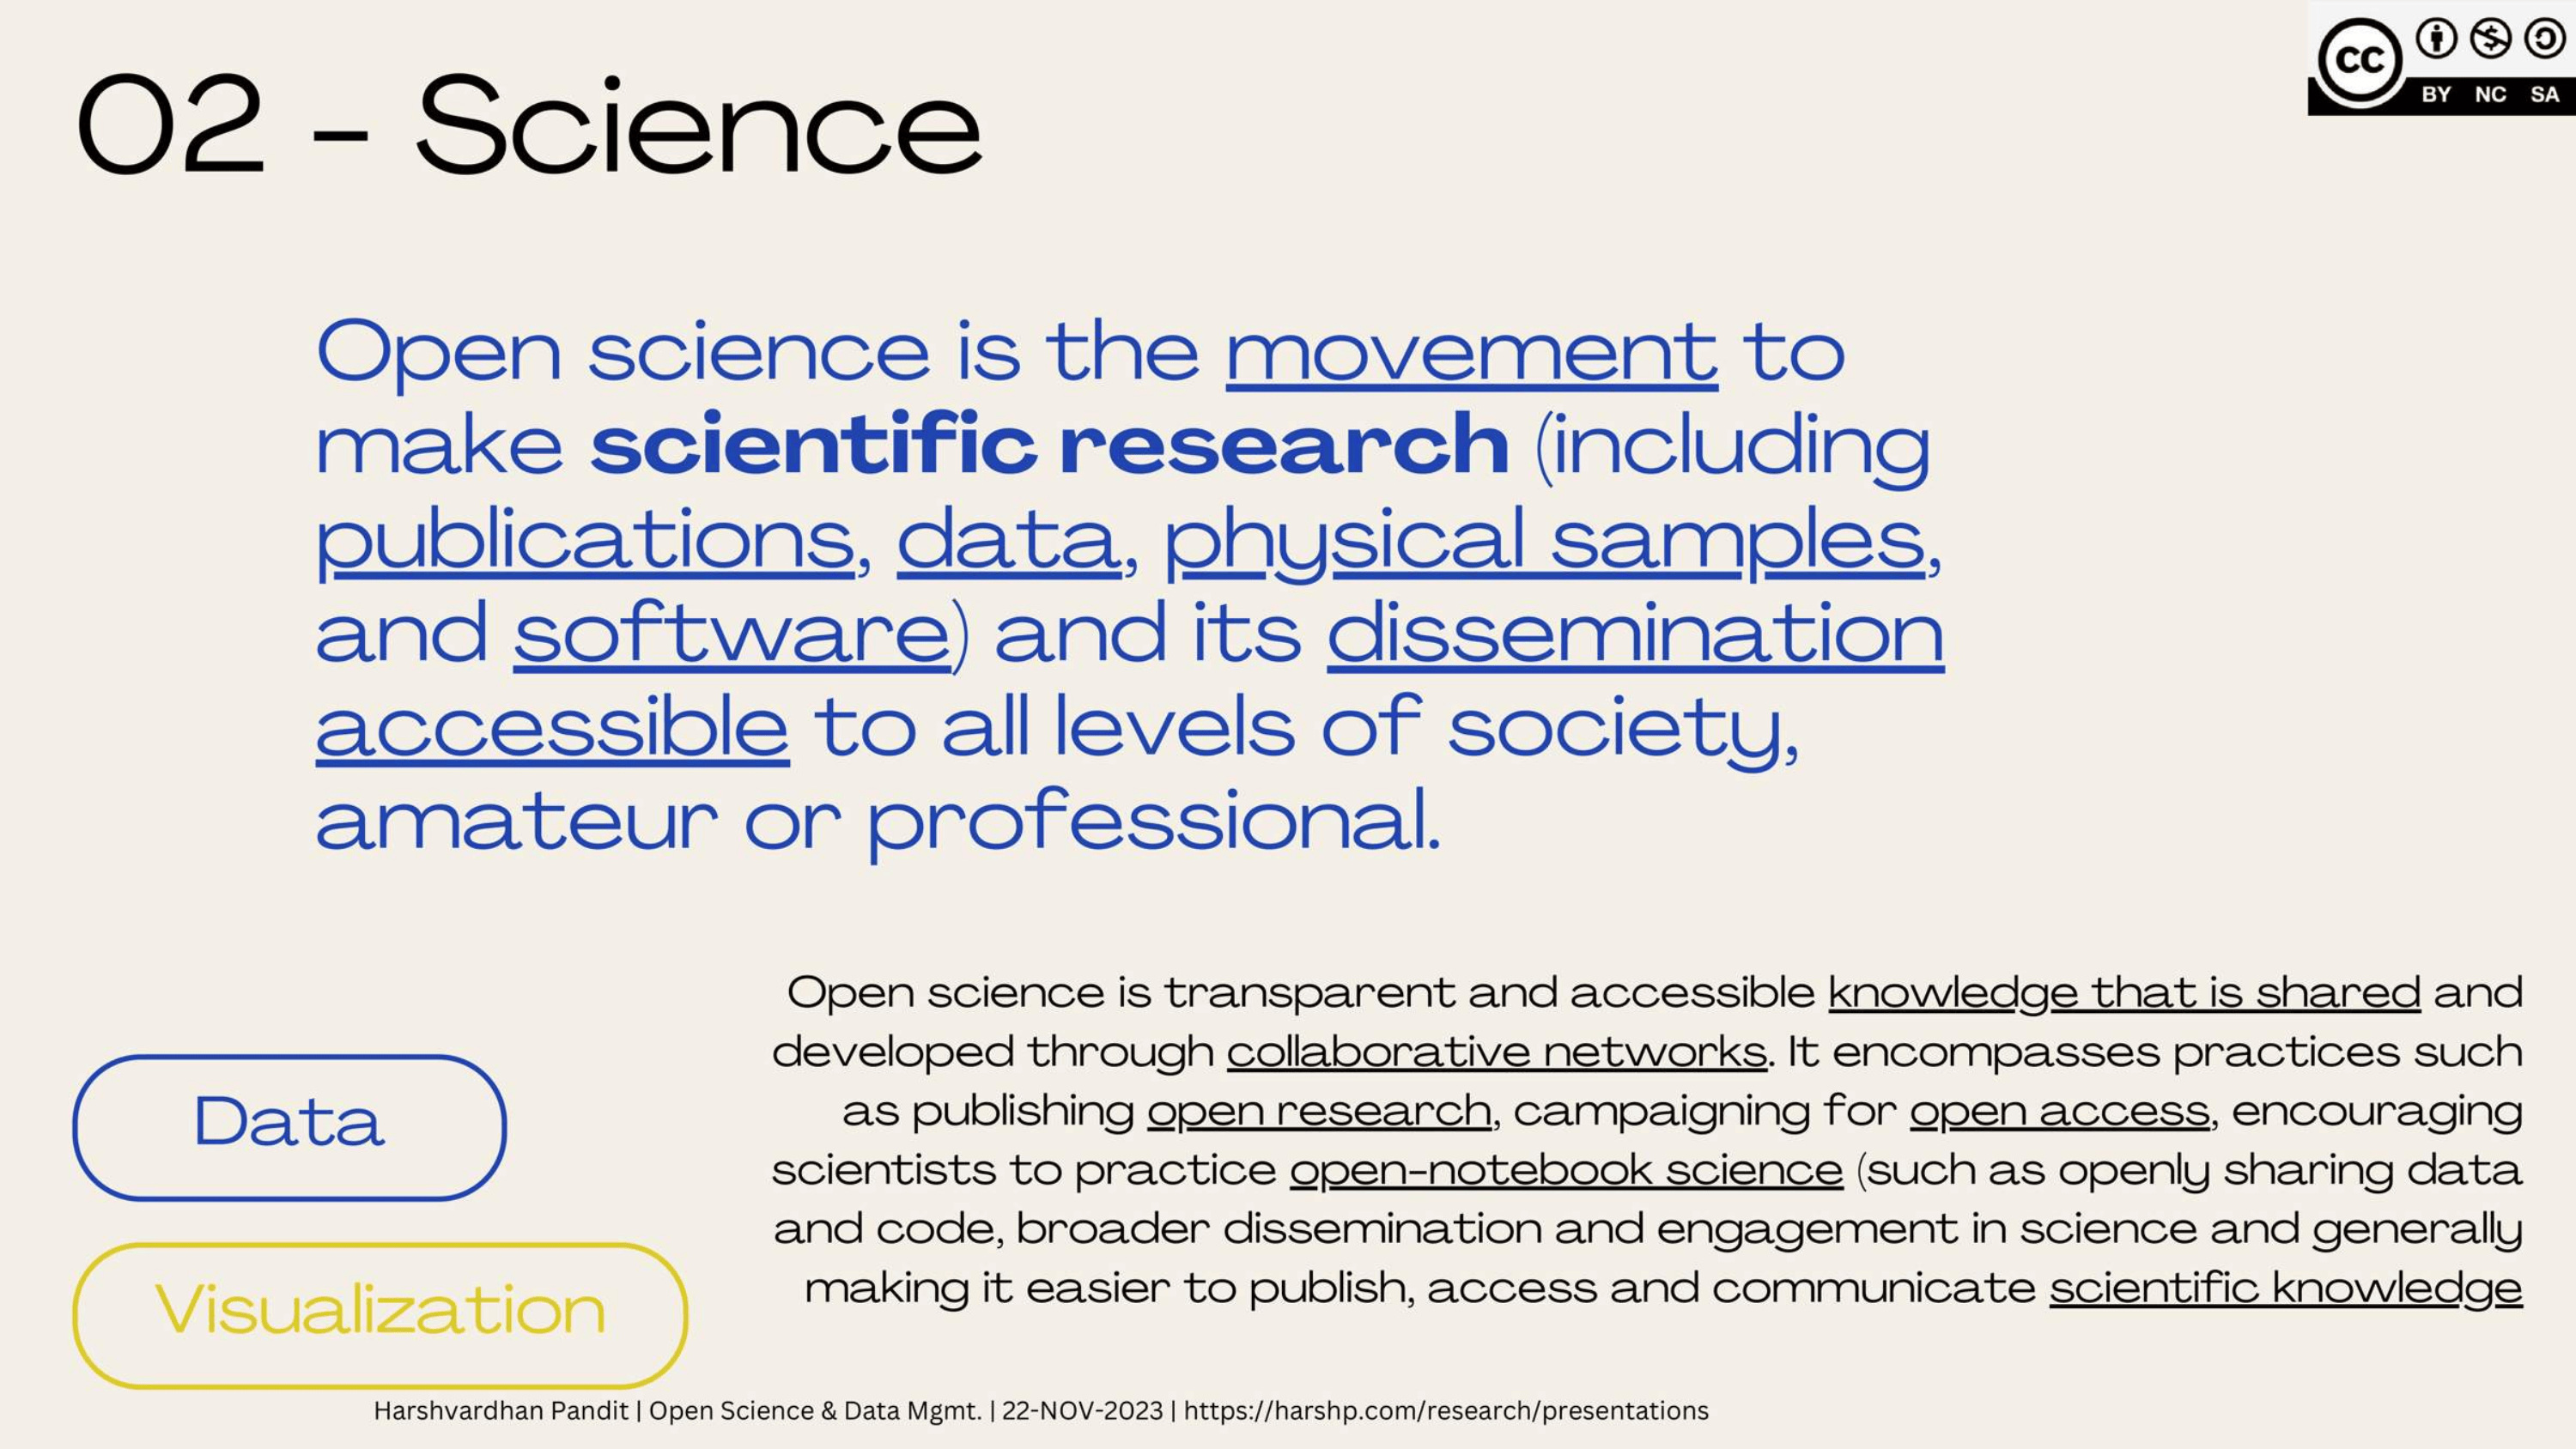 02 - Science
CC BY NC SA
Open science is the movement to
make scientific research (including
publications, data, physical samples,
and software) and its dissemination
accessible to all levels of society,
amateur or professional.
Open science is transparent and accessible knowledge that is shared and
developed through collaborative networks. It encompasses practices such
as publishing open research, campaigning for open access, encouraging
scientists to practice open-notebook science (such as openly sharing data
and code, broader dissemination and engagement in science and generally
making it easier to publish, access and communicate scientific knowledge
Data
Visualization
Harshvardhan Pandit | Open Science & Data Mgmt. | 22-NOV-2023 | https://harshp.com/research/presentations